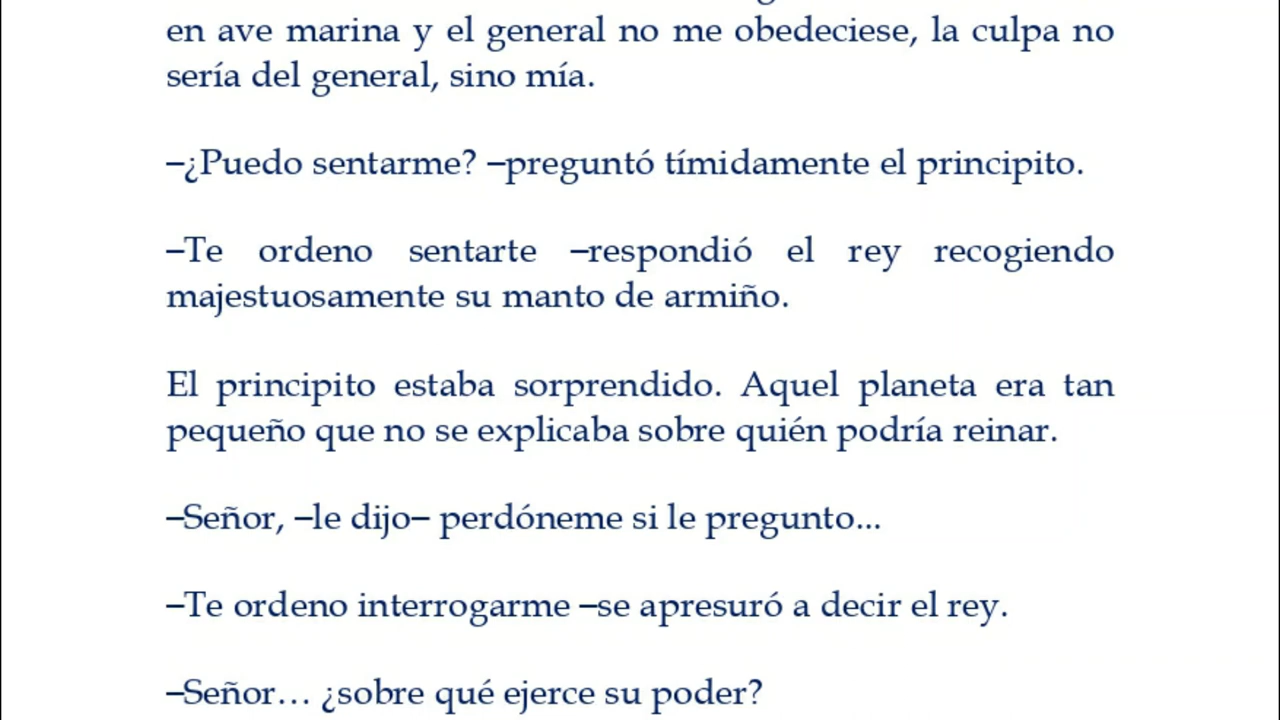 en ave marina y el general no me obedeciese, la culpa no
sería del general, sino mía.
–¿Puedo sentarme? –preguntó tímidamente el principito.
–Te ordeno sentarte –respondió el rey recogiendo
majestuosamente su manto de armiño.
El principito estaba sorprendido. Aquel planeta era tan
pequeño que no se explicaba sobre quién podría reinar.
–Señor, –le dijo– perdóneme si le pregunto...
–Te ordeno interrogarme –se apresuró a decir el rey.
–Señor… ¿sobre qué ejerce su poder?